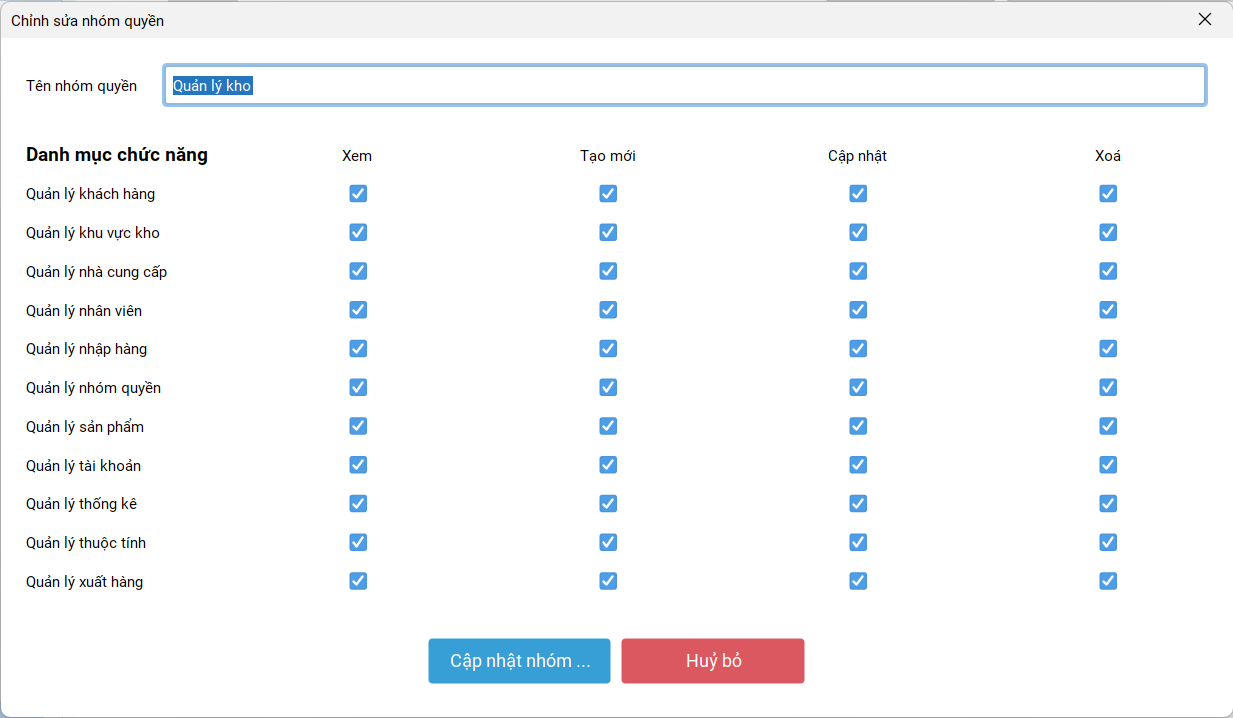 Chỉnh sửa nhóm quyền
Tên nhóm quyền Quản lý kho
Danh mục chức năng Xem Tạo mới Cập nhật Xoá
Quản lý khách hàng
Quản lý khu vực kho
Quản lý nhà cung cấp
Quản lý nhân viên
Quản lý nhập hàng
Quản lý nhóm quyền
Quản lý sản phẩm
Quản lý tài khoản
Quản lý thống kê
Quản lý thuộc tính
Quản lý xuất hàng
Cập nhật nhóm ... Huỷ bỏ